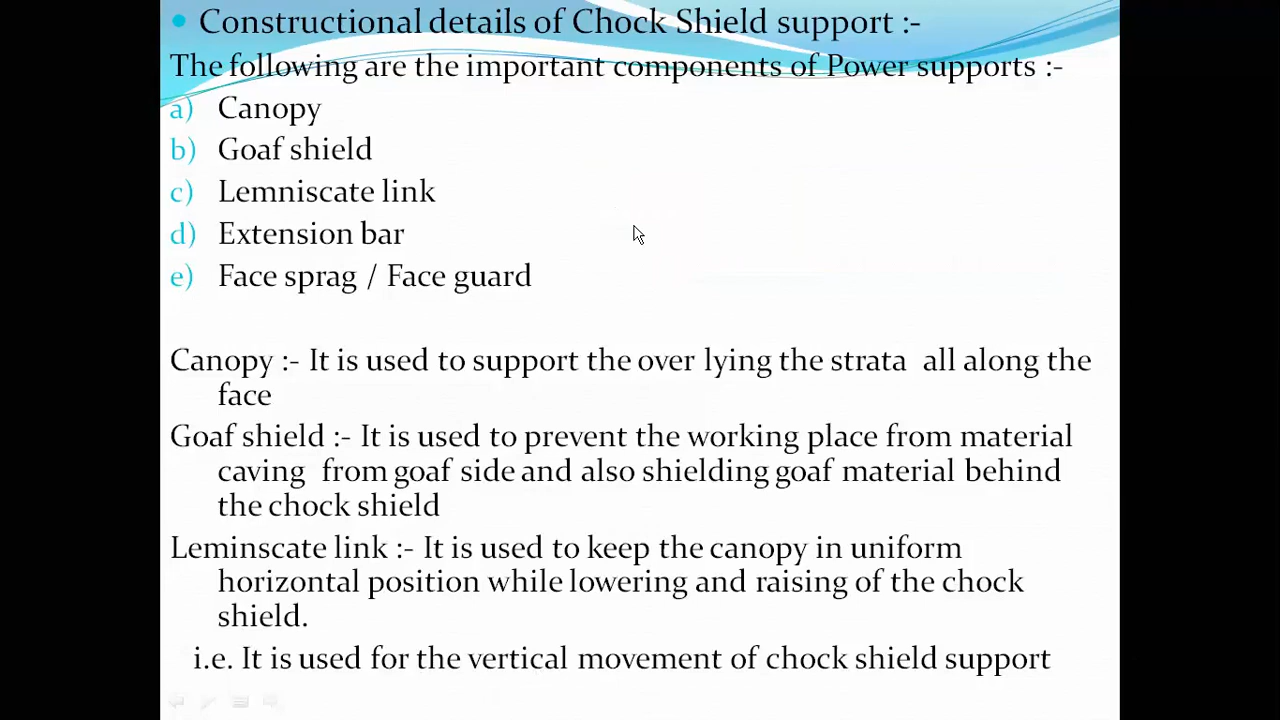 • Constructional details of Chock Shield support :-
The following are the important components of Power supports :-
a) Canopy
b) Goaf shield
c) Lemniscate link
d) Extension bar
e) Face sprag / Face guard
Canopy :- It is used to support the over lying the strata all along the
face
Goaf shield :- It is used to prevent the working place from material
caving from goaf side and also shielding goaf material behind
the chock shield
Leminscate link :- It is used to keep the canopy in uniform
horizontal position while lowering and raising of the chock
shield.
i.e. It is used for the vertical movement of chock shield support